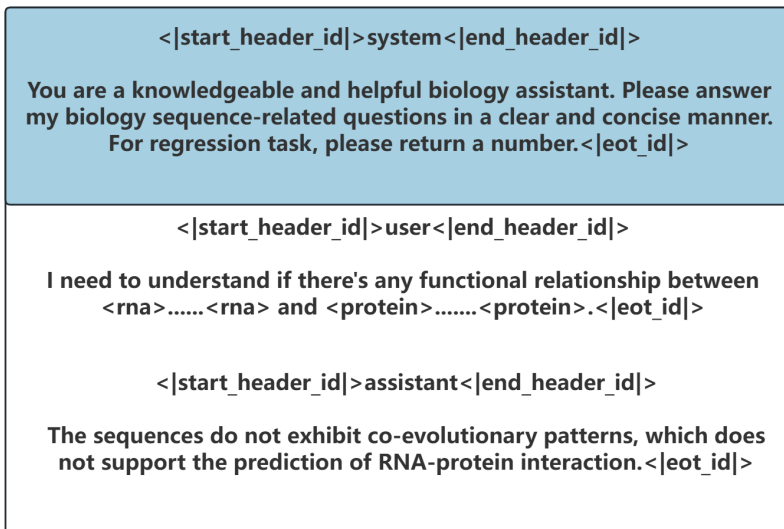 <|start_header_id|>system<|end_header_id|>
You are a knowledgeable and helpful biology assistant. Please answer
my biology sequence-related questions in a clear and concise manner.
For regression task, please return a number.<|eot_id|>
<|start_header_id|>user<|end_header_id|>
I need to understand if there's any functional relationship between
<rna>......<rna> and <protein>.......<protein>.<|eot_id|>
<|start_header_id|>assistant<|end_header_id|>
The sequences do not exhibit co-evolutionary patterns, which does
not support the prediction of RNA-protein interaction.<|eot_id|>